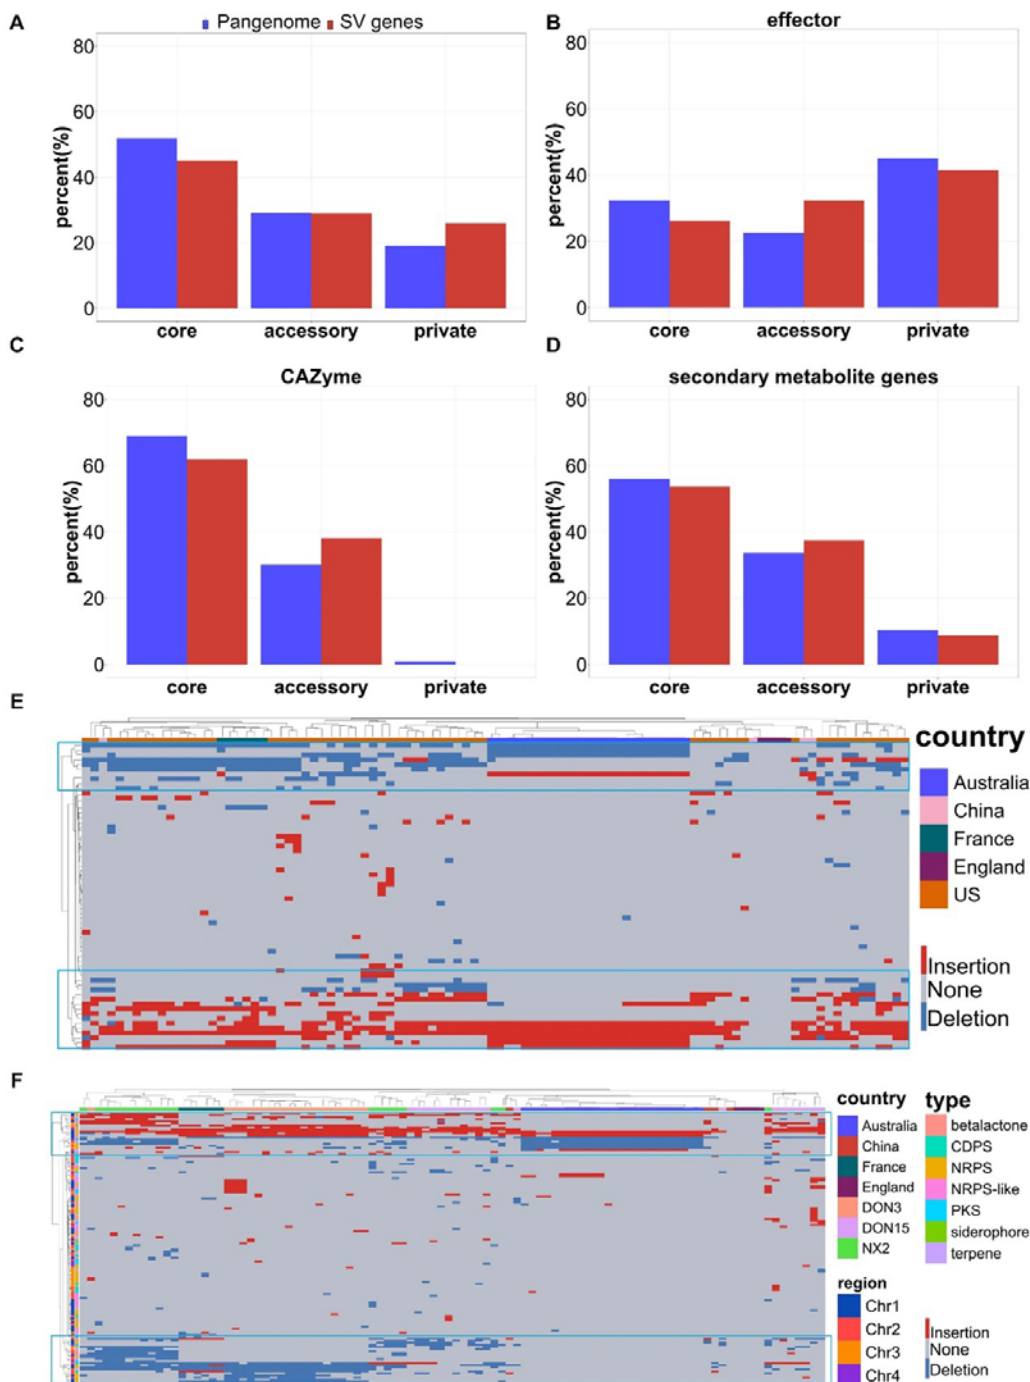 A
Pangenome SV genes
80
60
40
20
0
percent(%)
core accessory private
B
effector
80
60
40
20
0
percent(%)
core accessory private
C
CAZyme
80
60
40
20
0
percent(%)
core accessory private
D
secondary metabolite genes
80
60
40
20
0
percent(%)
core accessory private
E
country
Australia
China
France
England
US
Insertion
None
Deletion
F
country
Australia
China
France
England
DON3
DON15
NX2
type
betalactone
CDPS
NRPS
NRPS-like
PKS
siderophore
terpene
region
Chr1
Chr2
Chr3
Chr4
Insertion
None
Deletion